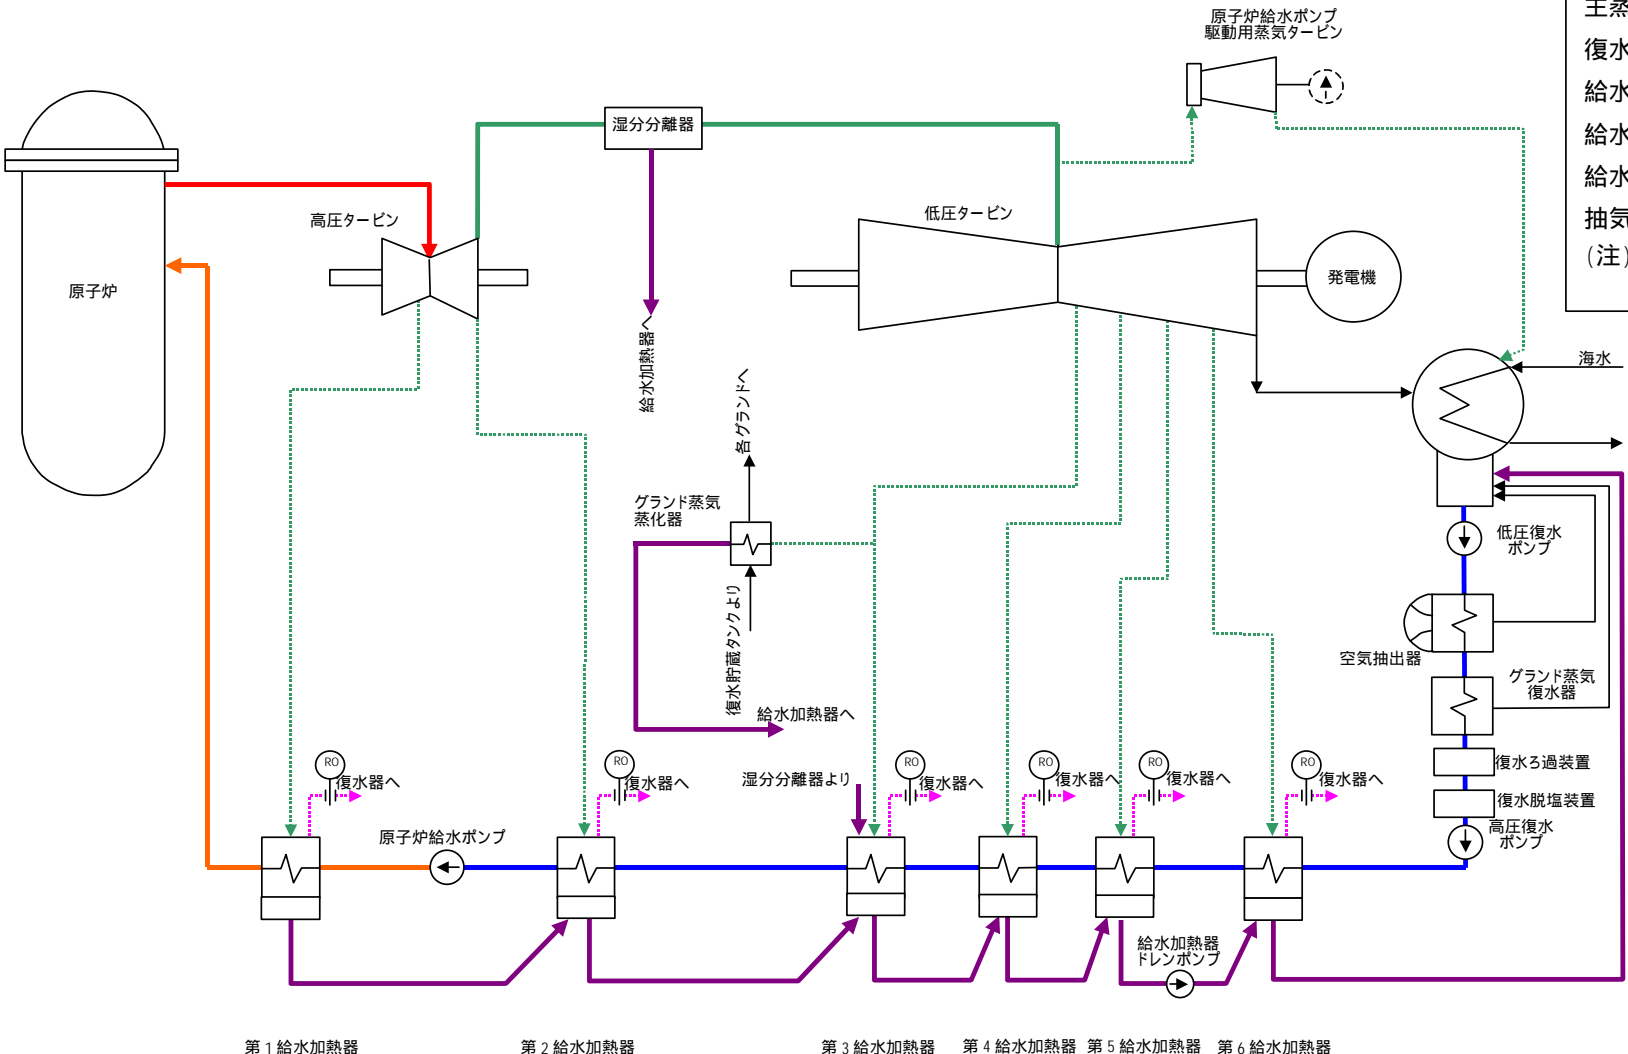 原子炉給水ポンプ
駆動用蒸気タービン
主蒸
復水
給水
給水
給水
抽気
(注)
湿分分離器
高圧タービン
低圧タービン
原子炉
発電機
給水加熱器へ
海水
各グランドへ
グランド蒸気
蒸化器
復水貯蔵タンクより
給水加熱器へ
低圧復水
ポンプ
空気抽出器
グランド蒸気
復水器
復水ろ過装置
復水脱塩装置
高圧復水
ポンプ
RO
復水器へ
RO
復水器へ
湿分分離器より
RO
復水器へ
RO
復水器へ
RO
復水器へ
RO
復水器へ
原子炉給水ポンプ
給水加熱器
ドレンポンプ
第1給水加熱器
第2給水加熱器
第3給水加熱器
第4給水加熱器
第5給水加熱器
第6給水加熱器